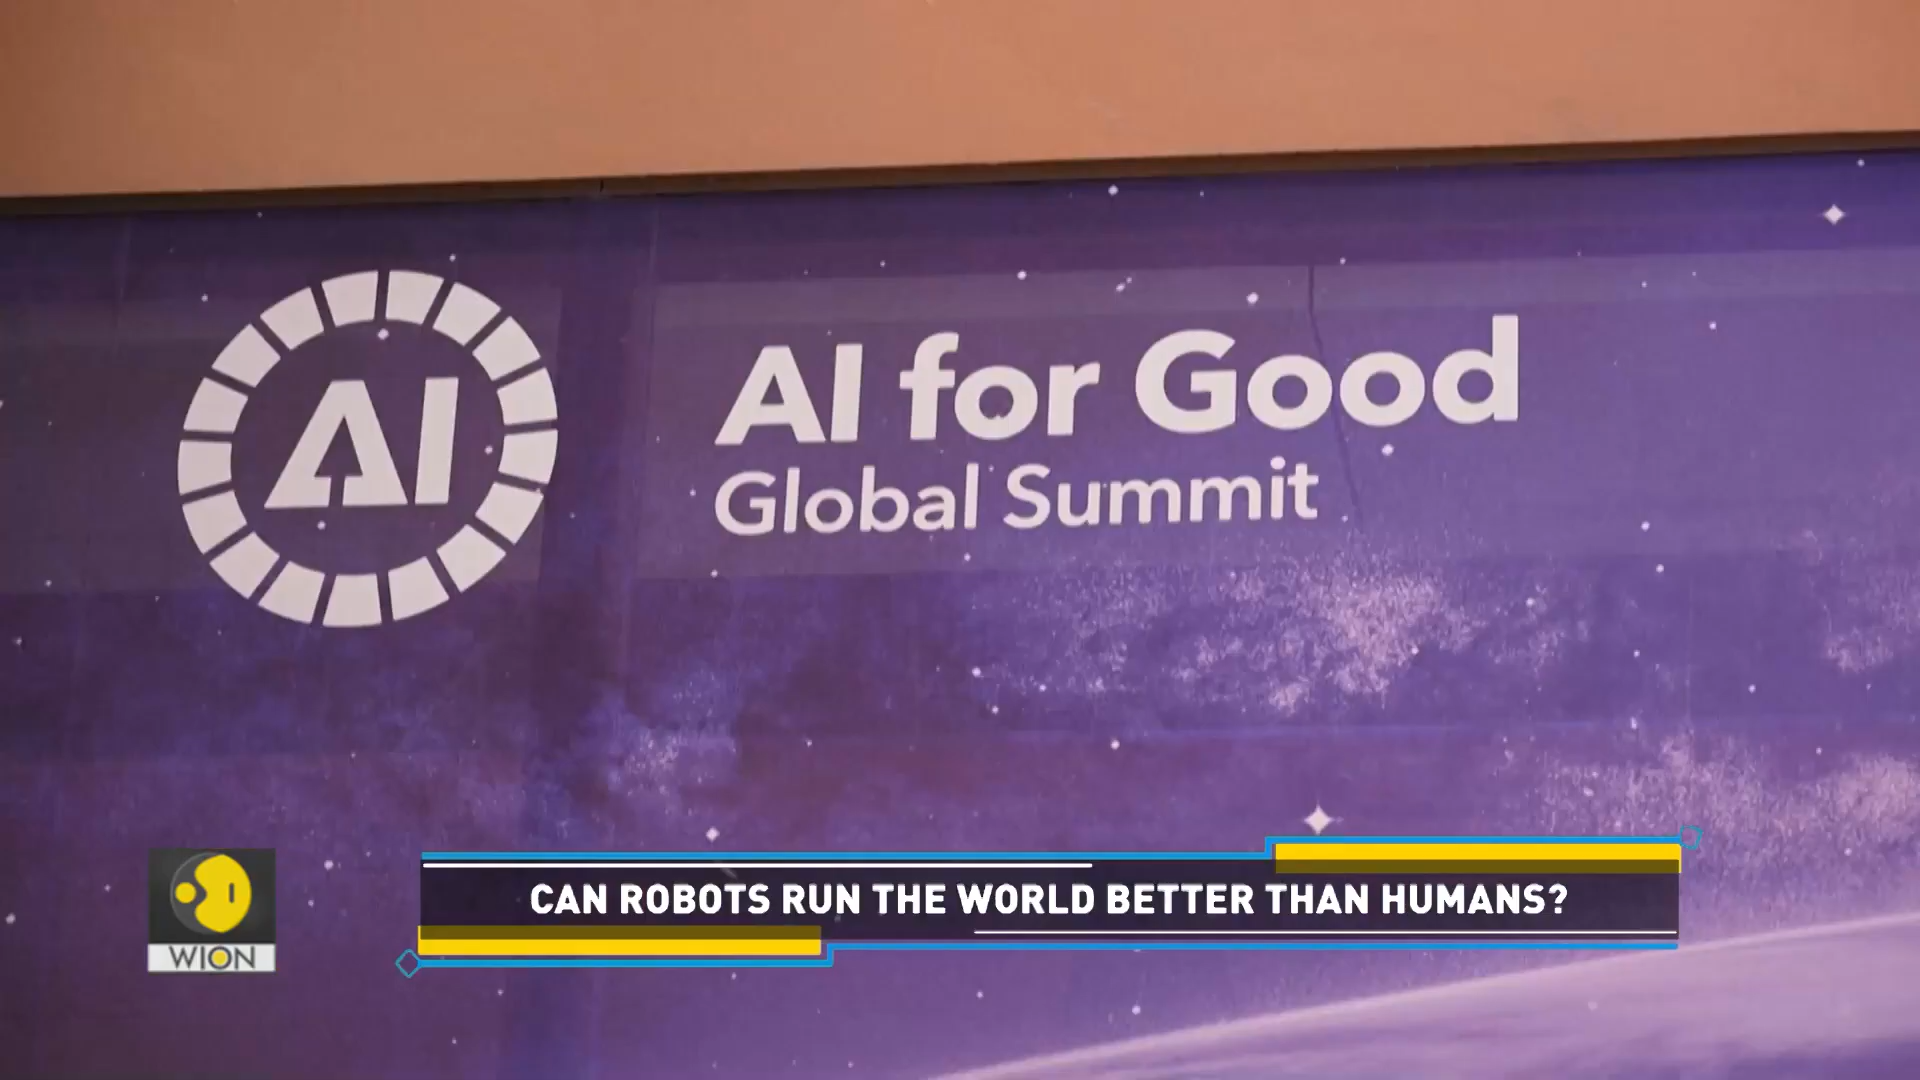 AI
AI for Good
Global Summit
CAN ROBOTS RUN THE WORLD BETTER THAN HUMANS?
WION